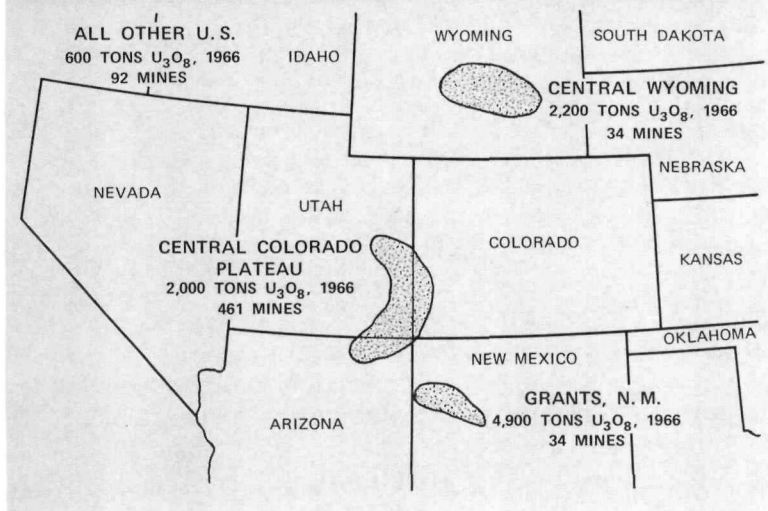 ALL OTHER U. S.
600 TONS U₃O₈, 1966
92 MINES
IDAHO
WYOMING
SOUTH DAKOTA
CENTRAL WYOMING
2,200 TONS U₃O₈, 1966
34 MINES
NEBRASKA
NEVADA
UTAH
COLORADO
KANSAS
CENTRAL COLORADO
PLATEAU
2,000 TONS U₃O₈, 1966
461 MINES
OKLAHOMA
NEW MEXICO
ARIZONA
GRANTS, N. M.
4,900 TONS U₃O₈, 1966
34 MINES